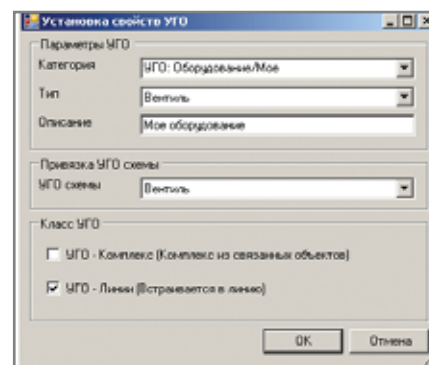 Установка свойств УГО
Параметры УГО
Категория УГО: Оборудование/Мое
Тип Вентиль
Описание Мое оборудование
Привязка УГО схемы
УГО схемы Вентиль
Класс УГО
УГО - Комплекс (Комплекс из связанных объектов)
УГО - Линии (Встраивается в линию)
OK Отмена